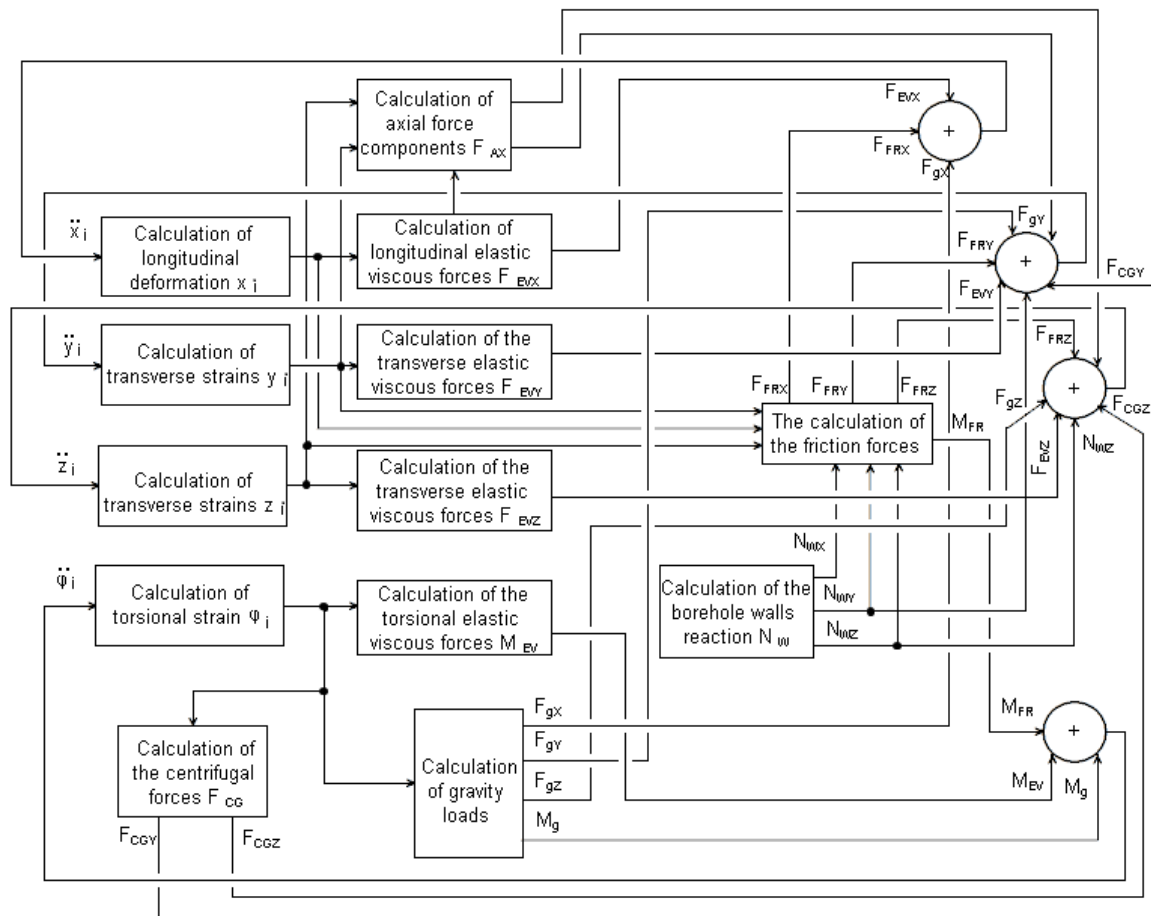 Calculation of
axial force
components F AX
F EVX
+
F FRX
F gX
ẍ i
Calculation of
longitudinal
deformation x i
Calculation of
longitudinal elastic
viscous forces F EVX
F gY
F FRY
+
F CGY
F EVY
ÿ i
Calculation of
transverse strains y i
Calculation of the
transverse elastic
viscous forces F EVY
F FRZ
F FRX
F FRY
F FRZ
+
F gZ
F CGZ
The calculation of
the friction forces
M FR
N WZ
F EVZ
z̈ i
Calculation of
transverse strains z i
Calculation of the
transverse elastic
viscous forces F EVZ
N WX
φ̈ i
Calculation of
torsional strain φ i
Calculation of the
torsional elastic
viscous forces M EV
Calculation of the
borehole walls
reaction N W
N WY
N WZ
Calculation of
the centrifugal
forces F CG
F CGY
F CGZ
Calculation
of gravity
loads
F gX
F gY
F gZ
M g
M FR
+
M EV
M g